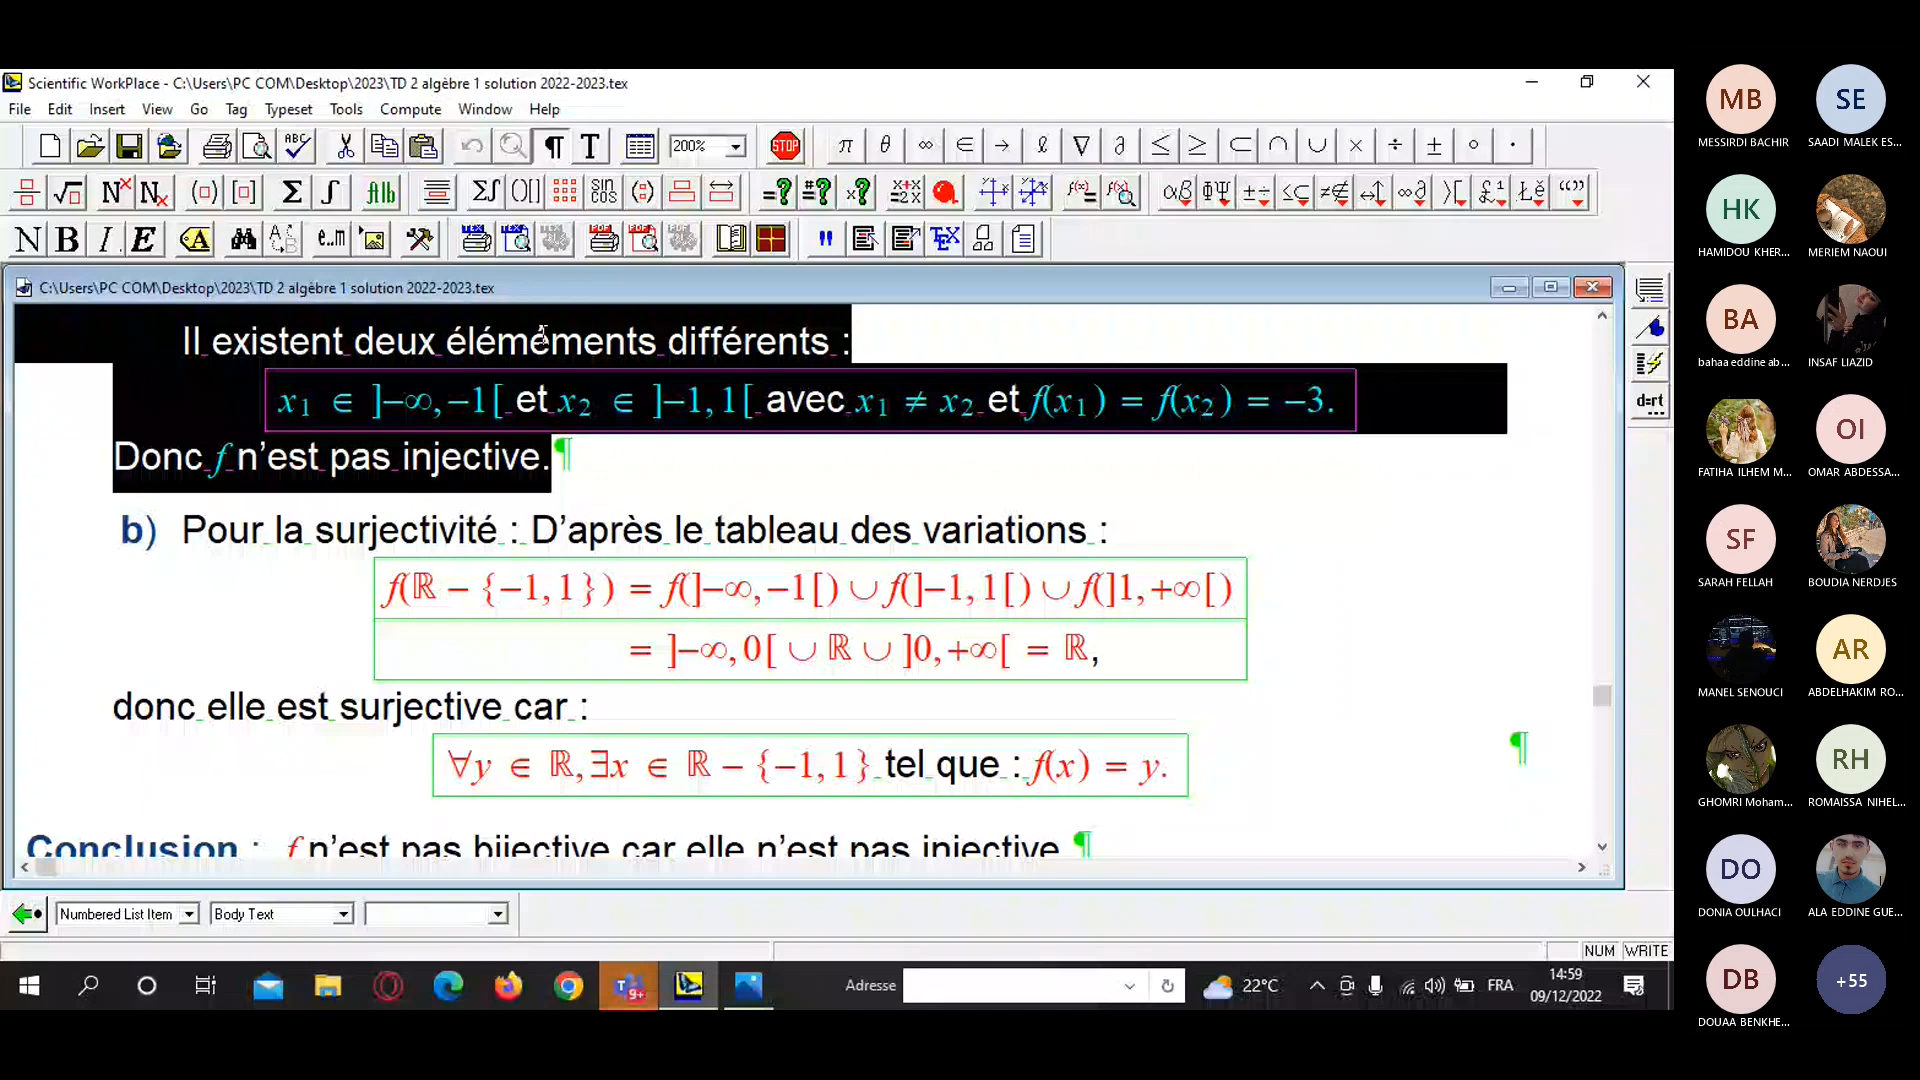 Scientific WorkPlace - C:\Users\PC COM\Desktop\2023\TD 2 algèbre 1 solution 2022-2023.tex
File Edit Insert View Go Tag Typeset Tools Compute Window Help
200%
STOP
C:\Users\PC COM\Desktop\2023\TD 2 algèbre 1 solution 2022-2023.tex
Il existent deux éléméments différents :
x₁ ∈ ]−∞,−1[ et x₂ ∈ ]−1,1[ avec x₁ ≠ x₂ et f(x₁) = f(x₂) = −3.
Donc f n’est pas injective.¶
b) Pour la surjectivité : D’après le tableau des variations :
f(ℝ − {−1,1}) = f(]−∞,−1[) ∪ f(]−1,1[) ∪ f(]1,+∞[)
= ]−∞,0[ ∪ ℝ ∪ ]0,+∞[ = ℝ,
donc elle est surjective car :
∀y ∈ ℝ,∃x ∈ ℝ − {−1,1} tel que : f(x) = y.
¶
Conclusion : f n’est pas bijective car elle n’est pas injective ¶
Numbered List Item Body Text
NUM WRITE
Adresse
22°C
FRA
14:59
09/12/2022
MB SE
MESSIRDI BACHIR SAADI MALEK ES...
HK
HAMIDOU KHER... MERIEM NAOUI
BA
bahaa eddine ab... INSAF LIAZID
OI
FATIHA ILHEM M... OMAR ABDESSA...
SF
SARAH FELLAH BOUDIA NERDJES
AR
MANEL SENOUCI ABDELHAKIM RO...
RH
GHOMRI Moham... ROMAISSA NIHEL...
DO
DONIA OULHACI ALA EDDINE GUE...
DB +55
DOUAA BENKHE...